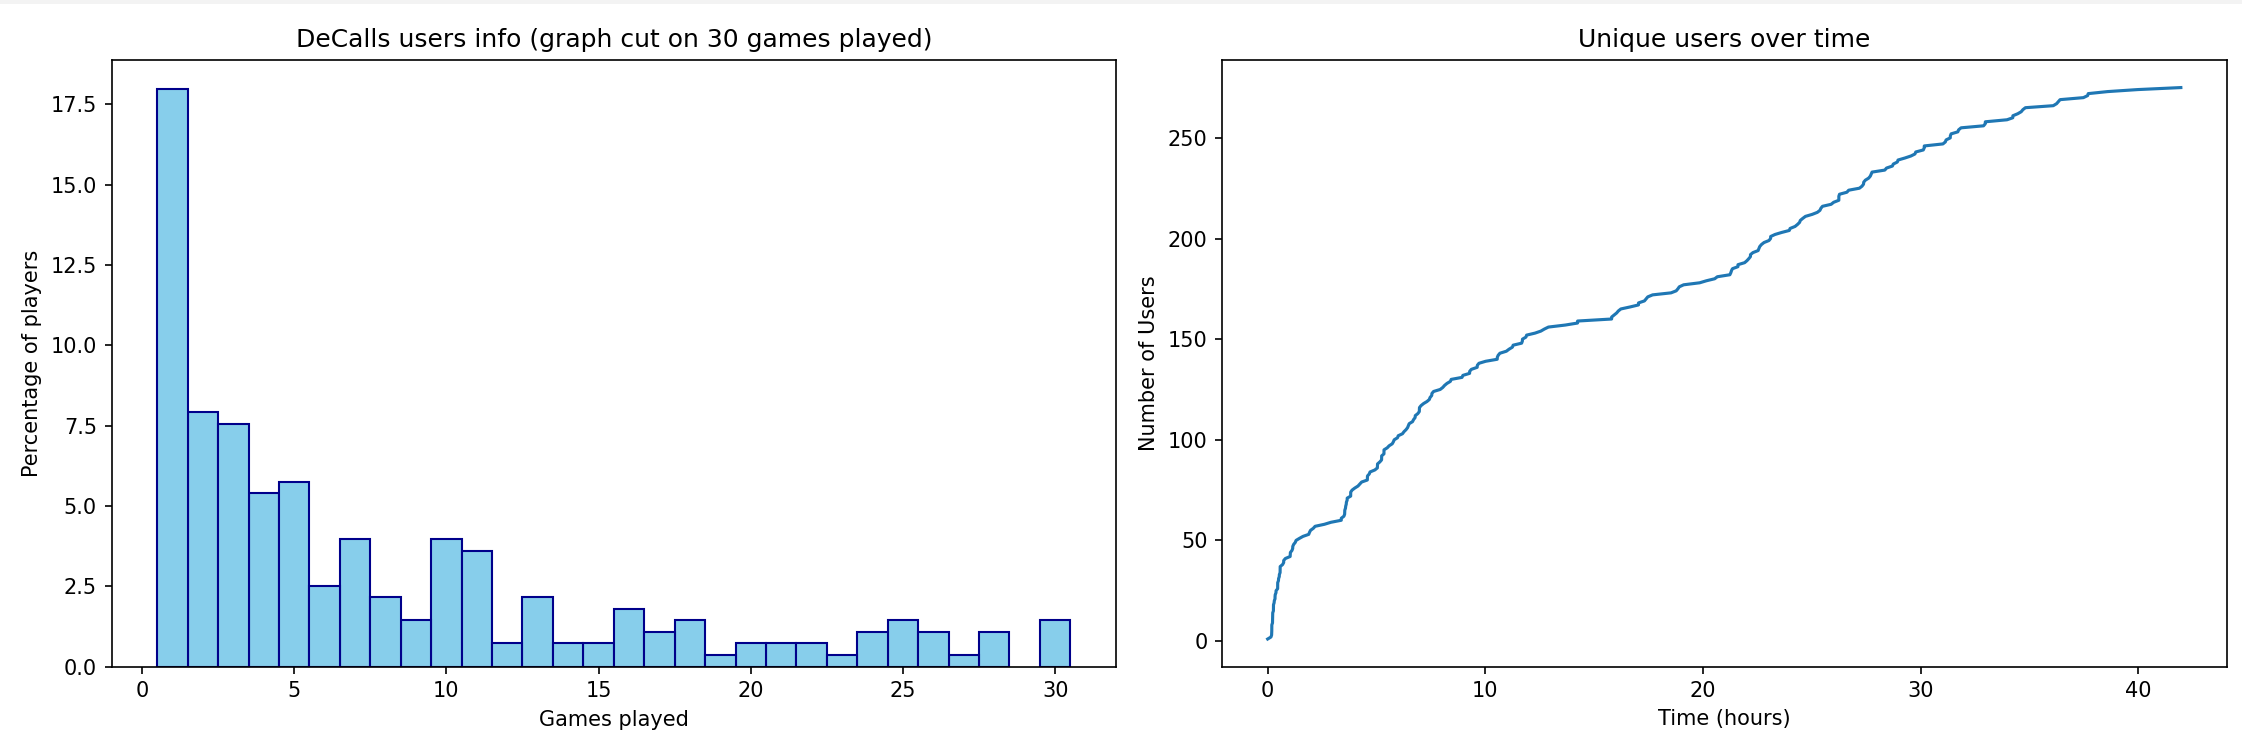 DeCalls users info (graph cut on 30 games played)
17.5
15.0
12.5
10.0
7.5
5.0
2.5
0.0
Percentage of players
0 5 10 15 20 25 30
Games played
Unique users over time
250
200
150
100
50
0
Number of Users
0 10 20 30 40
Time (hours)